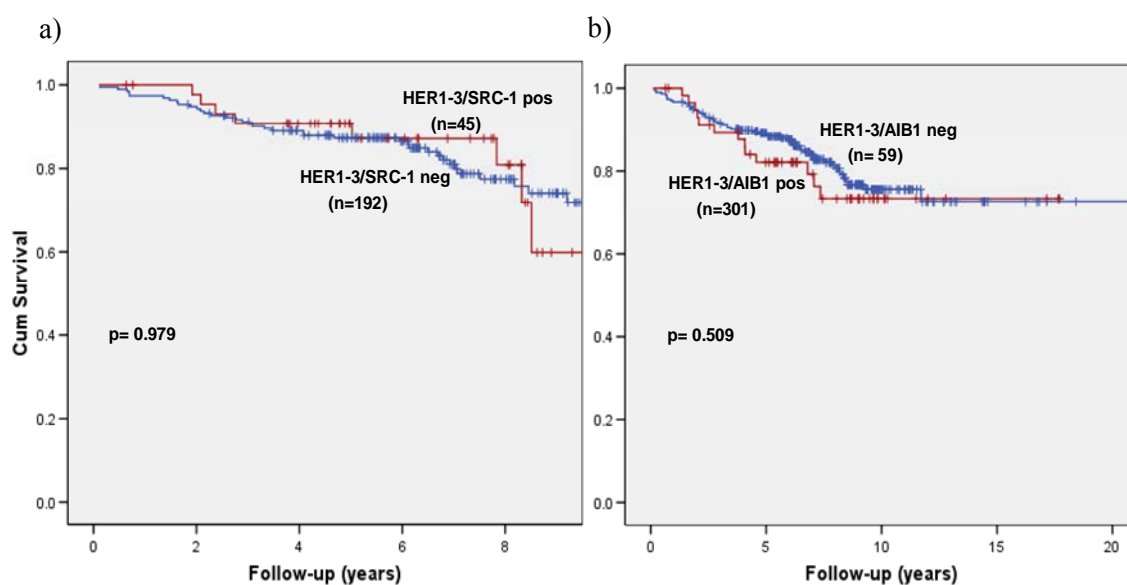 a)
b)
1.0
0.8
0.6
0.4
0.2
0.0
Cum Survival
HER1-3/SRC-1 pos
(n=45)
HER1-3/SRC-1 neg
(n=192)
p= 0.979
0 2 4 6 8
Follow-up (years)
1.0
0.8
0.6
0.4
0.2
0.0
HER1-3/AIB1 neg
(n= 59)
HER1-3/AIB1 pos
(n=301)
p= 0.509
0 5 10 15 20
Follow-up (years)